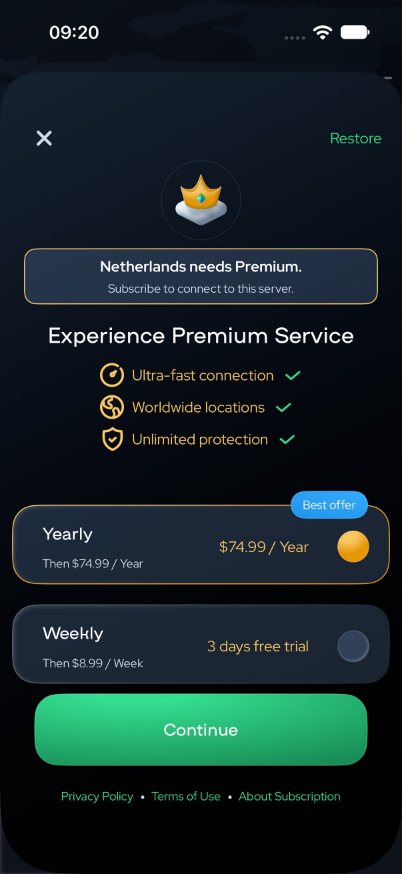 09:20
Restore
Netherlands needs Premium.
Subscribe to connect to this server.
Experience Premium Service
Ultra-fast connection
Worldwide locations
Unlimited protection
Best offer
Yearly
$74.99 / Year
Then $74.99 / Year
Weekly
3 days free trial
Then $8.99 / Week
Continue
Privacy Policy • Terms of Use • About Subscription